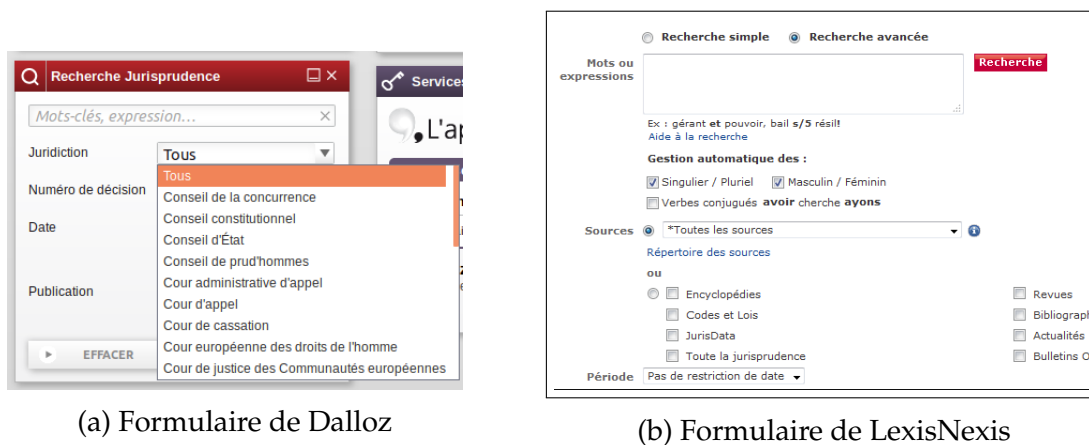 Recherche Jurisprudence
Mots-clés, expression...
Juridiction
Tous
Tous
Numéro de décision
Conseil de la concurrence
Conseil constitutionnel
Date
Conseil d'État
Conseil de prud'hommes
Cour administrative d'appel
Publication
Cour d'appel
Cour de cassation
Cour européenne des droits de l'homme
EFFACER
Cour de justice des Communautés européennes
Services
L'ap
(a) Formulaire de Dalloz
Recherche simple Recherche avancée
Mots ou
expressions
Recherche
Ex : gérant et pouvoir, bail s/5 résil!
Aide à la recherche
Gestion automatique des :
Singulier / Pluriel Masculin / Féminin
Verbes conjugués avoir cherche ayons
Sources *Toutes les sources
Répertoire des sources
ou
Encyclopédies Revues
Codes et Lois Bibliograph
JurisData Actualités
Toute la jurisprudence Bulletins O
Période Pas de restriction de date
(b) Formulaire de LexisNexis